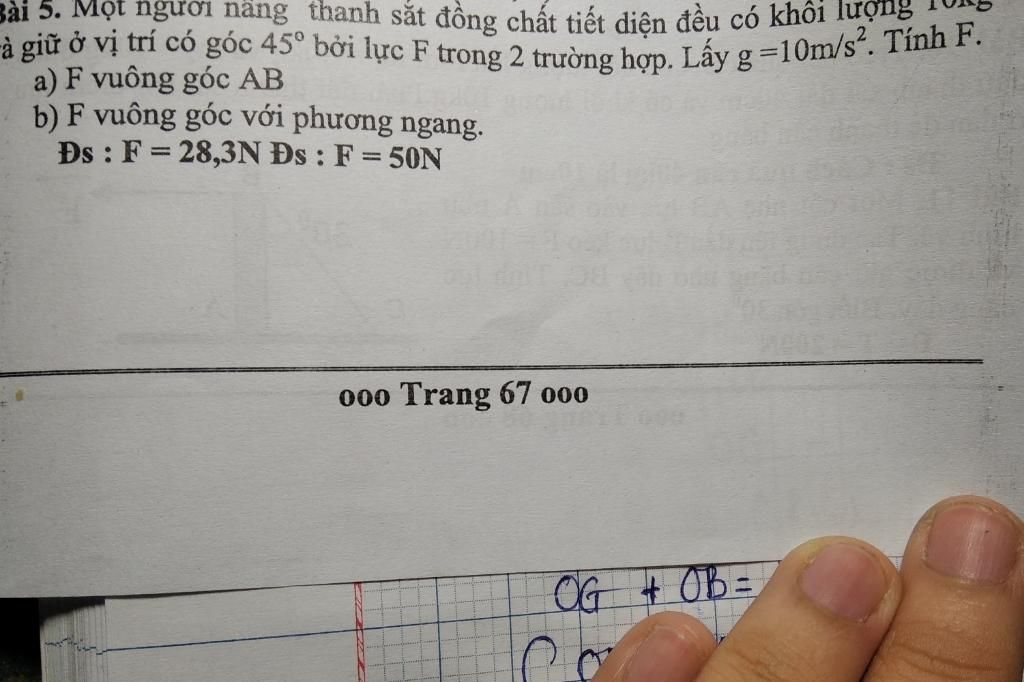 Bài 5. Một người nâng thanh sắt đồng chất tiết diện đều có khối lượng 10kg
và giữ ở vị trí có góc 45° bởi lực F trong 2 trường hợp. Lấy g =10m/s². Tính F.
a) F vuông góc AB
b) F vuông góc với phương ngang.
Đs : F = 28,3N Đs : F = 50N
ooo Trang 67 ooo
OG + OB =